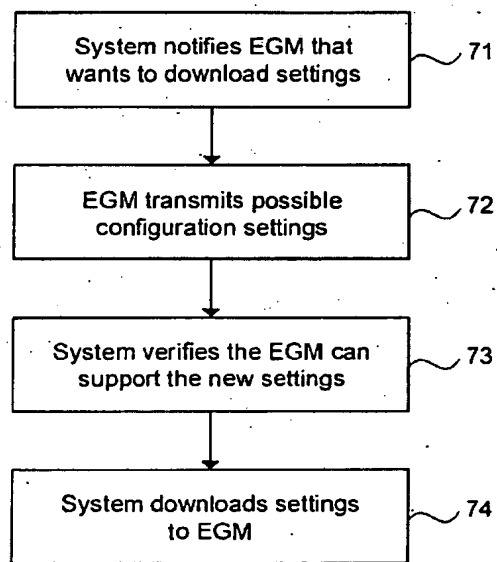 System notifies EGM that
wants to download settings
71
EGM transmits possible
configuration settings
72
System verifies the EGM can
support the new settings
73
System downloads settings
to EGM
74